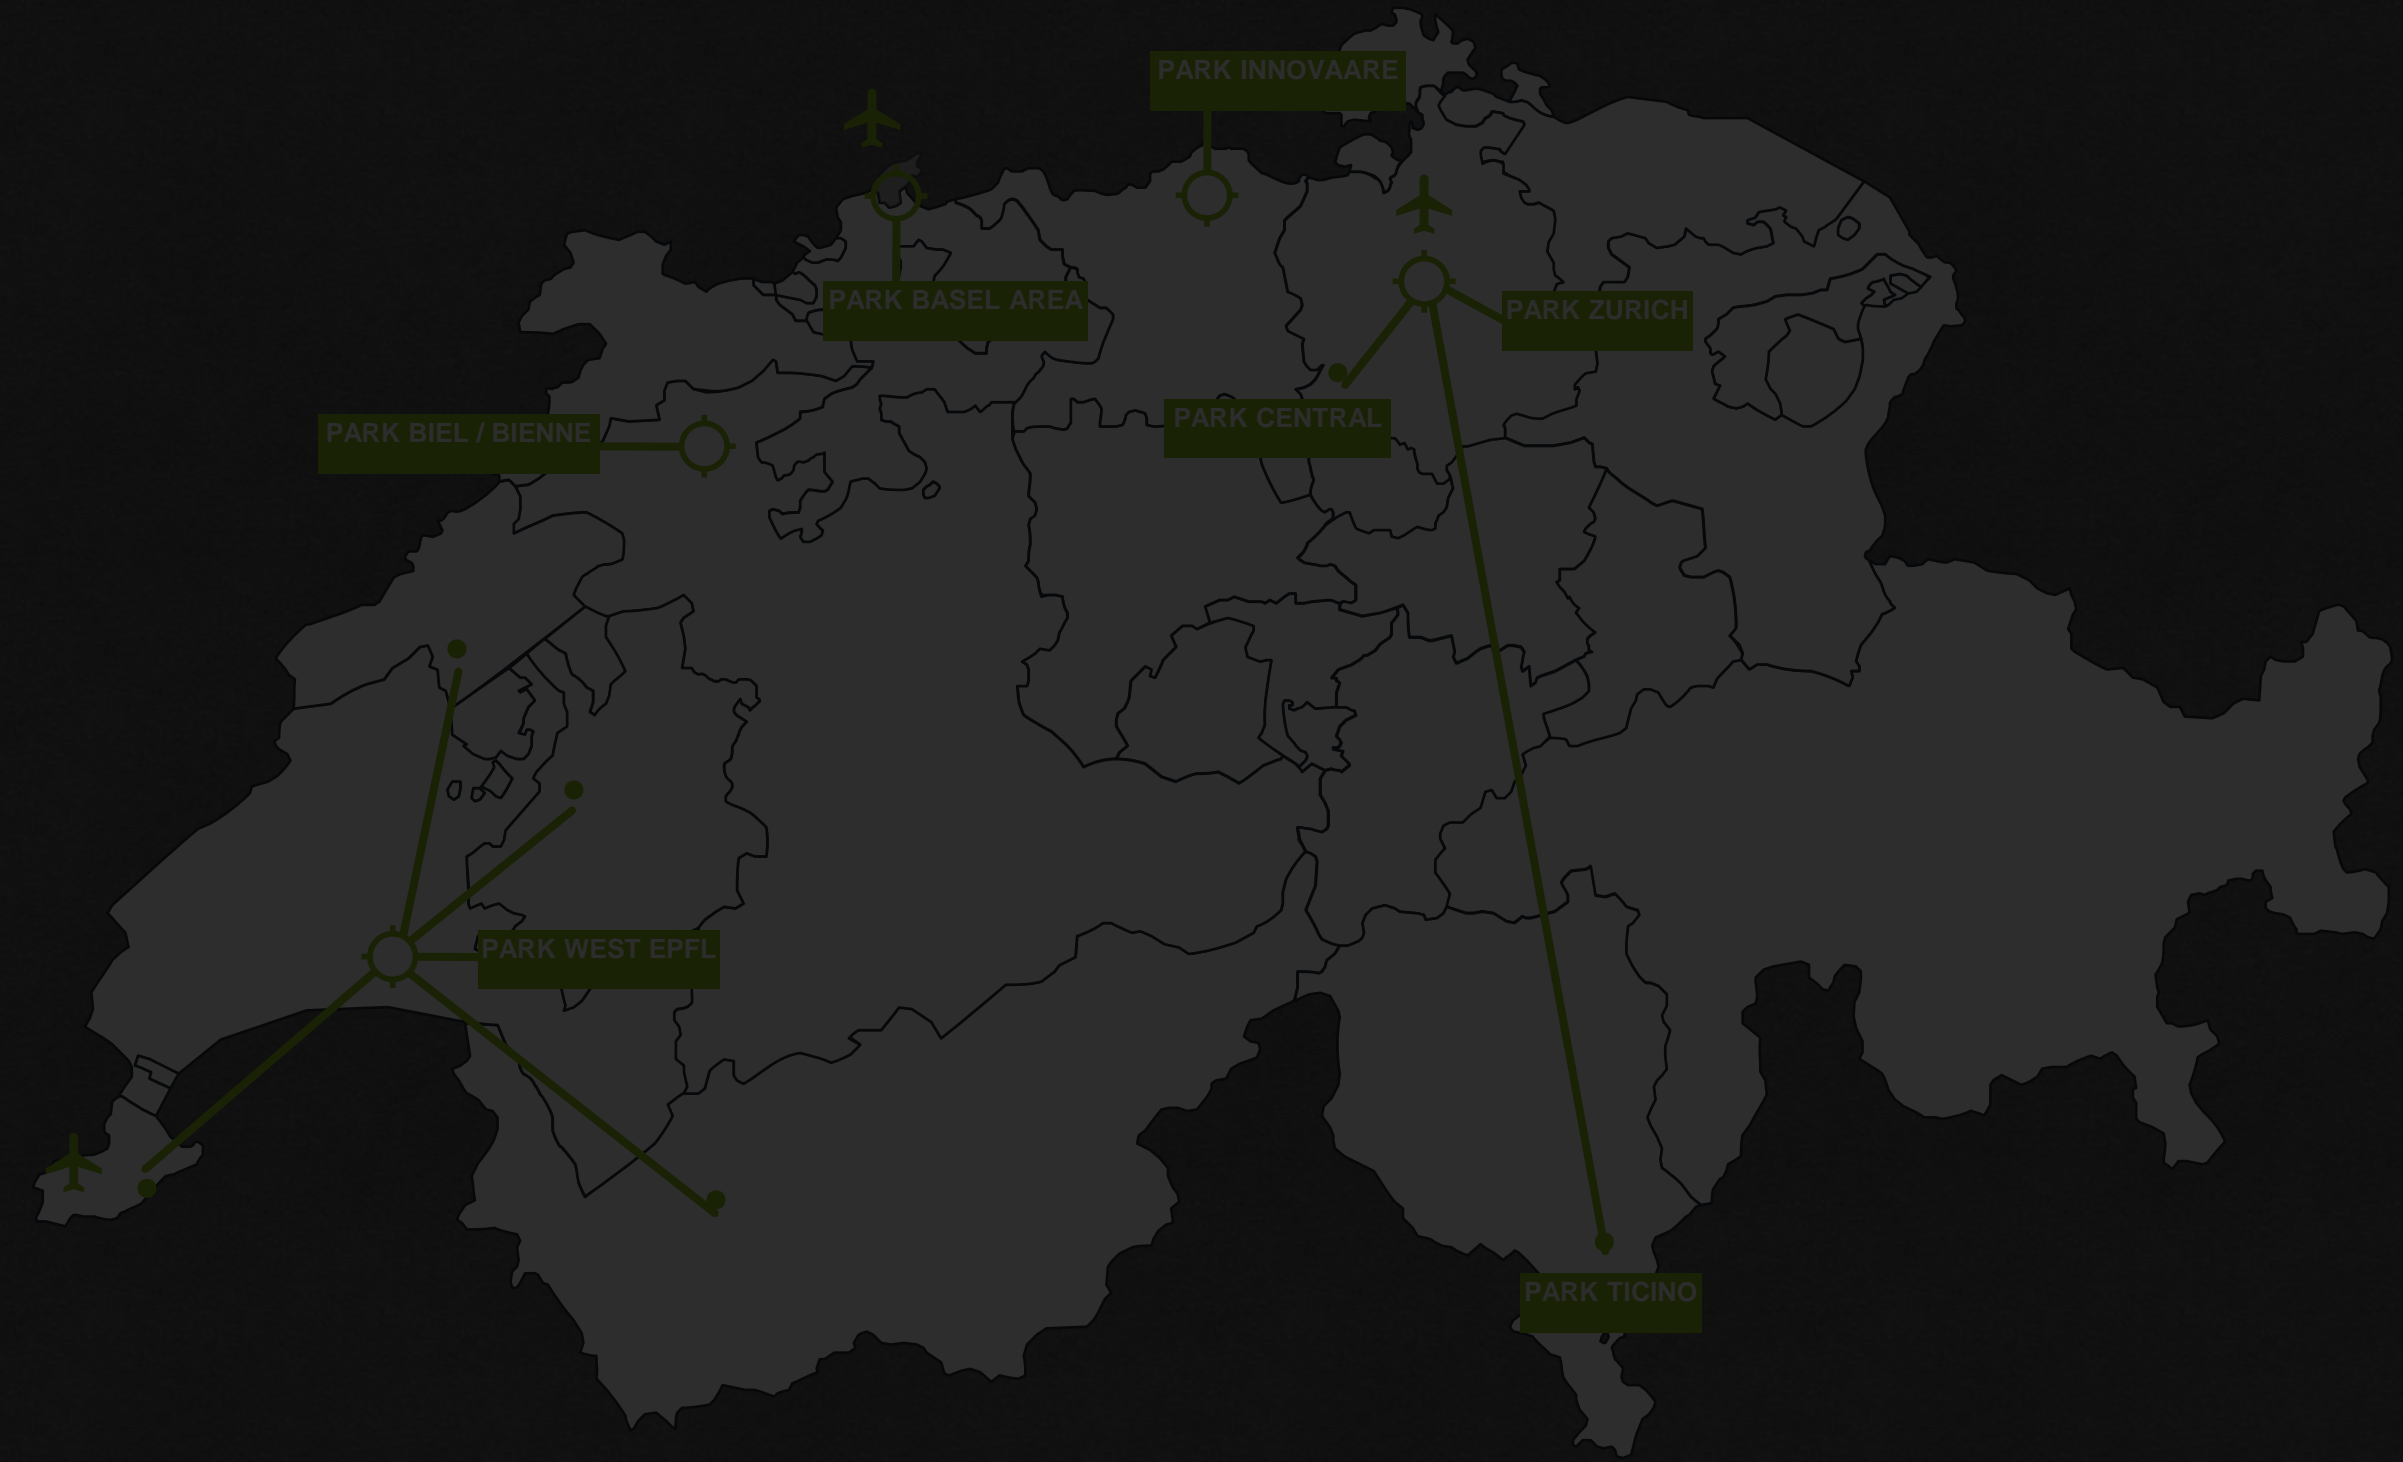 PARK INNOVAARE
PARK BASEL AREA
PARK ZURICH
PARK BIEL / BIENNE
PARK CENTRAL
PARK WEST EPFL
PARK TICINO